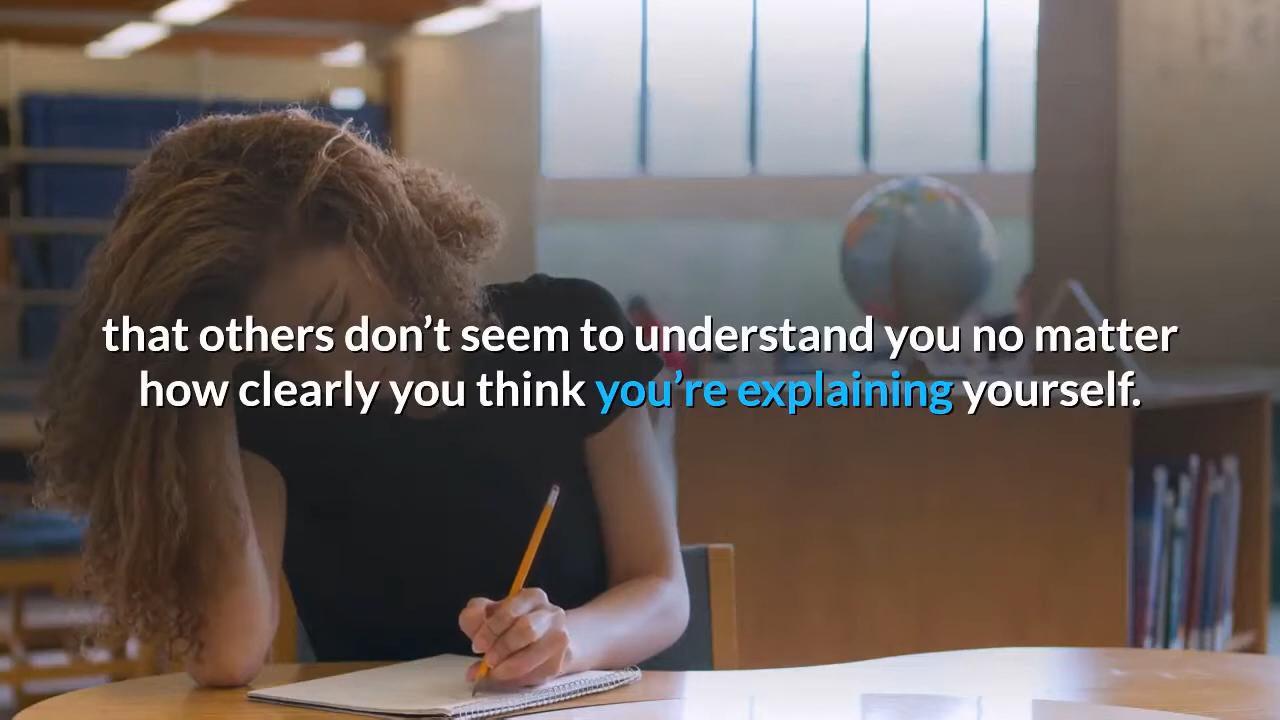 that others don’t seem to understand you no matter
how clearly you think you’re explaining yourself.